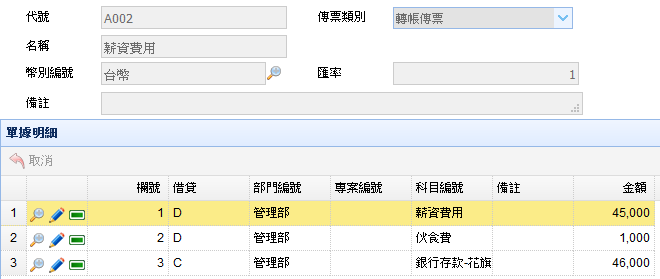 代號 A002 傳票類別 轉帳傳票
名稱 薪資費用
幣別編號 台幣 匯率 1
備註
單據明細
取消
欄號 借貸 部門編號 專案編號 科目編號 備註 金額
1 1 D 管理部 薪資費用 45,000
2 2 D 管理部 伙食費 1,000
3 3 C 管理部 銀行存款-花旗 46,000